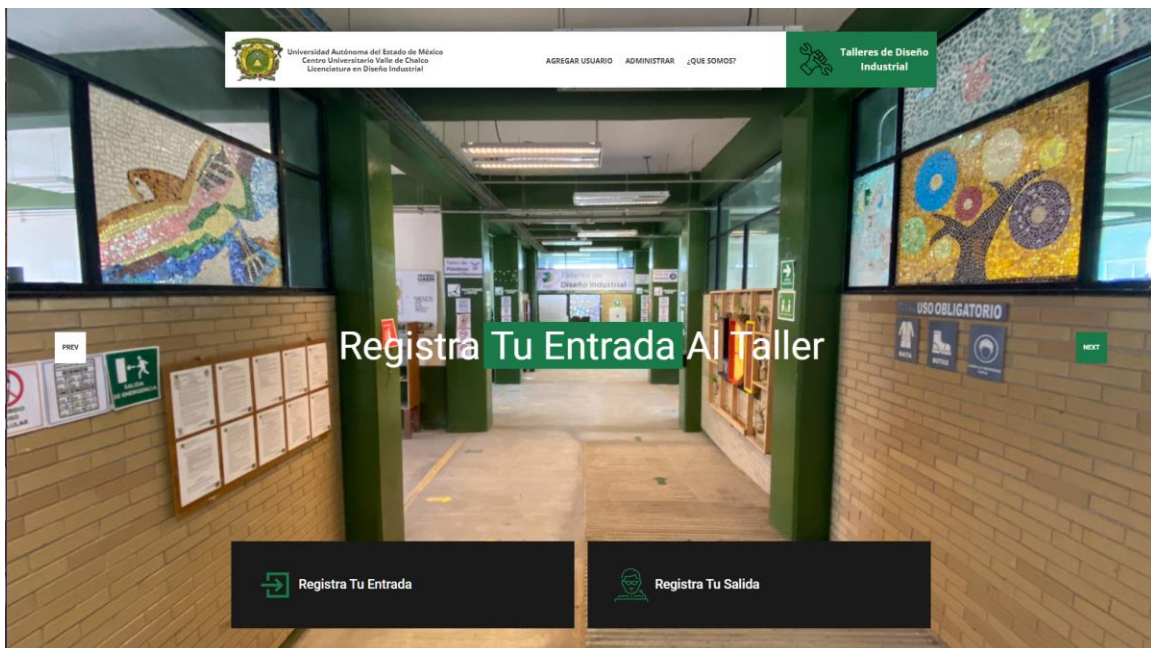 Universidad Autónoma del Estado de México
Centro Universitario Valle de Chalco
Licenciatura en Diseño Industrial
AGREGAR USUARIO ADMINISTRAR ¿QUE SOMOS?
Talleres de Diseño
Industrial
Taller de
Talleres De
Diseño Industrial
USO OBLIGATORIO
BATA
BOTAS
PREV
Registra Tu Entrada Al Taller
NEXT
SALIDA
DE EMERGENCIA
Registra Tu Entrada
Registra Tu Salida